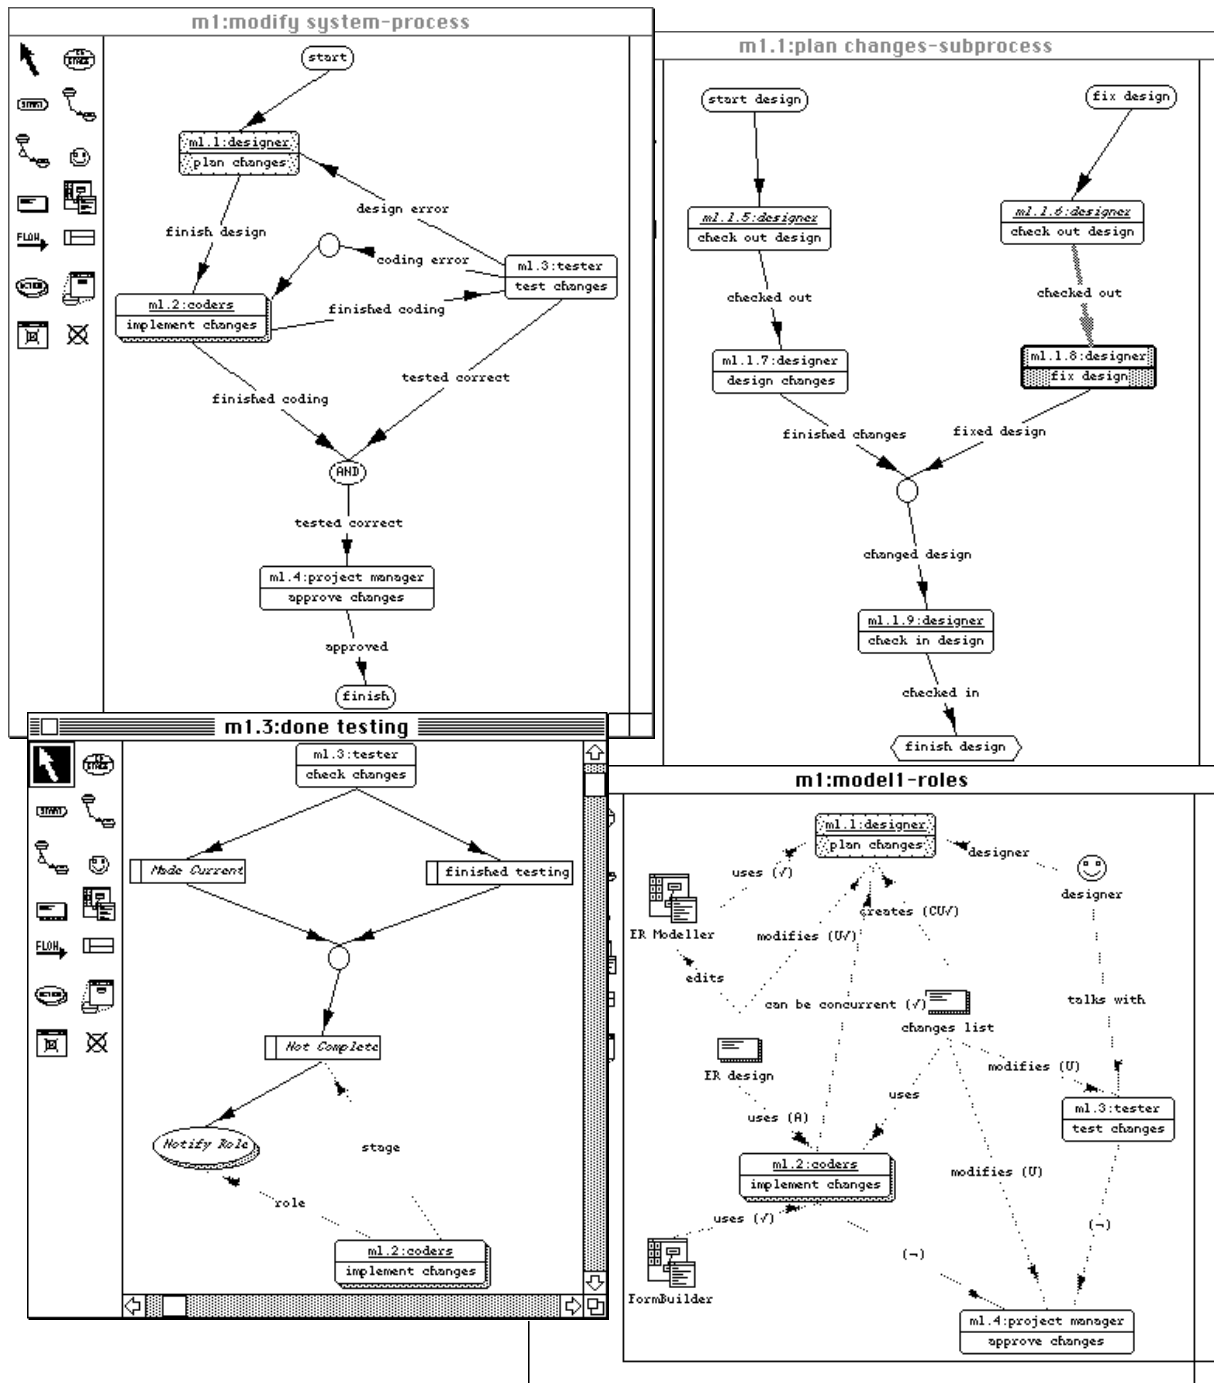 m1:modify system-process
start
m1.1:designer
plan changes
design error
finish design
coding error
m1.3:tester
test changes
m1.2:coders
implement changes
finished coding
tested correct
finished coding
AND
tested correct
m1.4:project manager
approve changes
approved
finish
START
FLOW
ACTION
m1.1:plan changes-subprocess
start design
fix design
m1.1.5:designer
check out design
m1.1.6:designer
check out design
checked out
checked out
m1.1.7:designer
design changes
m1.1.8:designer
fix design
finished changes
fixed design
changed design
m1.1.9:designer
check in design
checked in
finish design
m1.3:done testing
m1.3:tester
check changes
Made Current
finished testing
Not Complete
Notify Role
stage
role
m1.2:coders
implement changes
START
FLOW
ACTION
m1:model1-roles
m1.1:designer
plan changes
designer
designer
uses (√)
ER Modeller
creates (CU√)
modifies (U√)
edits
can be concurrent (√)
changes list
talks with
ER design
modifies (U)
uses
uses (A)
m1.3:tester
test changes
m1.2:coders
implement changes
modifies (U)
uses (√)
(¬)
(¬)
FormBuilder
m1.4:project manager
approve changes